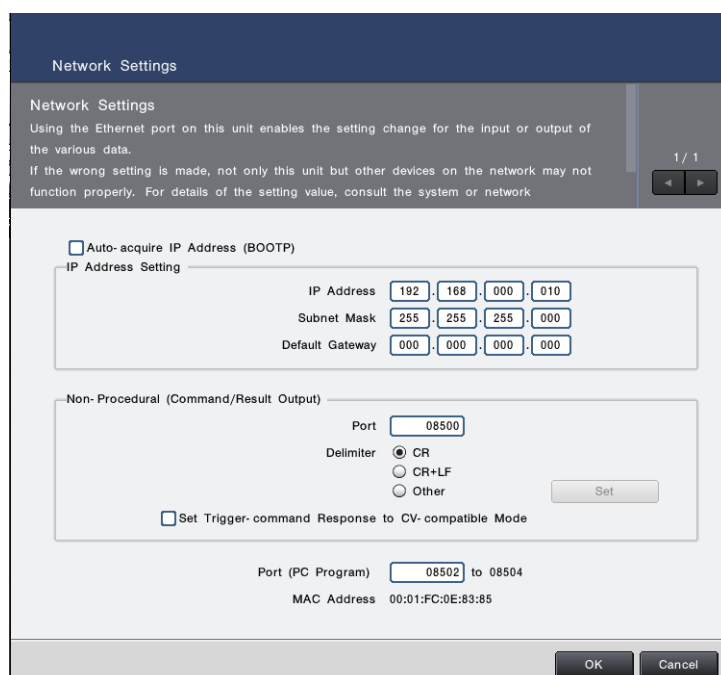 Network Settings
Network Settings
Using the Ethernet port on this unit enables the setting change for the input or output of
the various data.
If the wrong setting is made, not only this unit but other devices on the network may not
function properly. For details of the setting value, consult the system or network
1/ 1
Auto- acquire IP Address (BOOTP)
IP Address Setting
IP Address 192 . 168 . 000 . 010
Subnet Mask 255 . 255 . 255 . 000
Default Gateway 000 . 000 . 000 . 000
Non- Procedural (Command/Result Output)
Port 08500
Delimiter CR
CR+LF
Other Set
Set Trigger- command Response to CV- compatible Mode
Port (PC Program) 08502 to 08504
MAC Address 00:01:FC:0E:83:85
OK Cancel